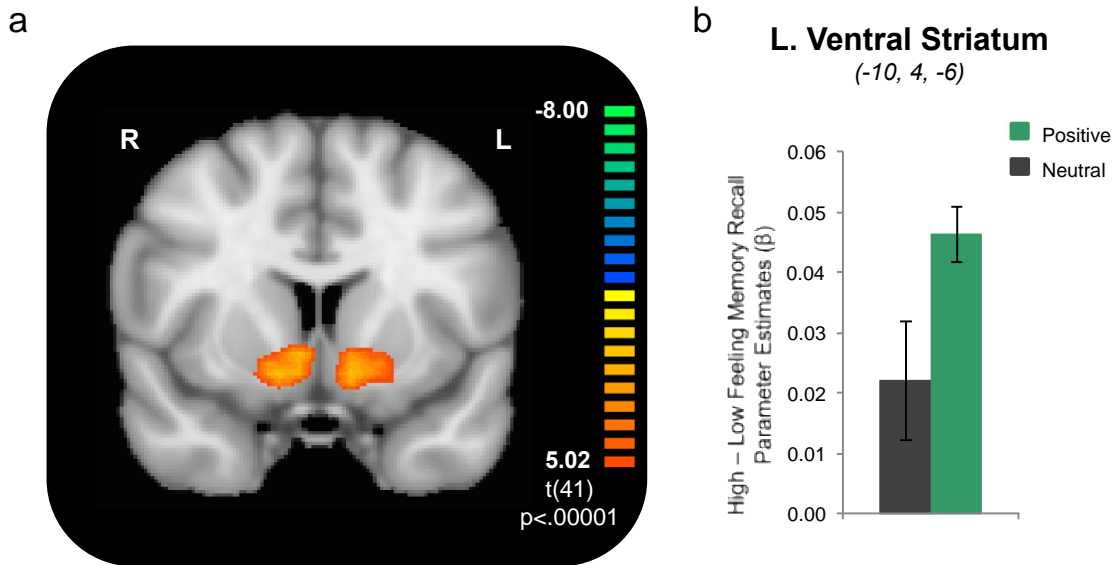 a
R
L
-8.00
5.02
t(41)
p<.00001
b
L. Ventral Striatum
(-10, 4, -6)
Positive
Neutral
High – Low Feeling Memory Recall
Parameter Estimates (β)
0.06
0.05
0.04
0.03
0.02
0.01
0.00